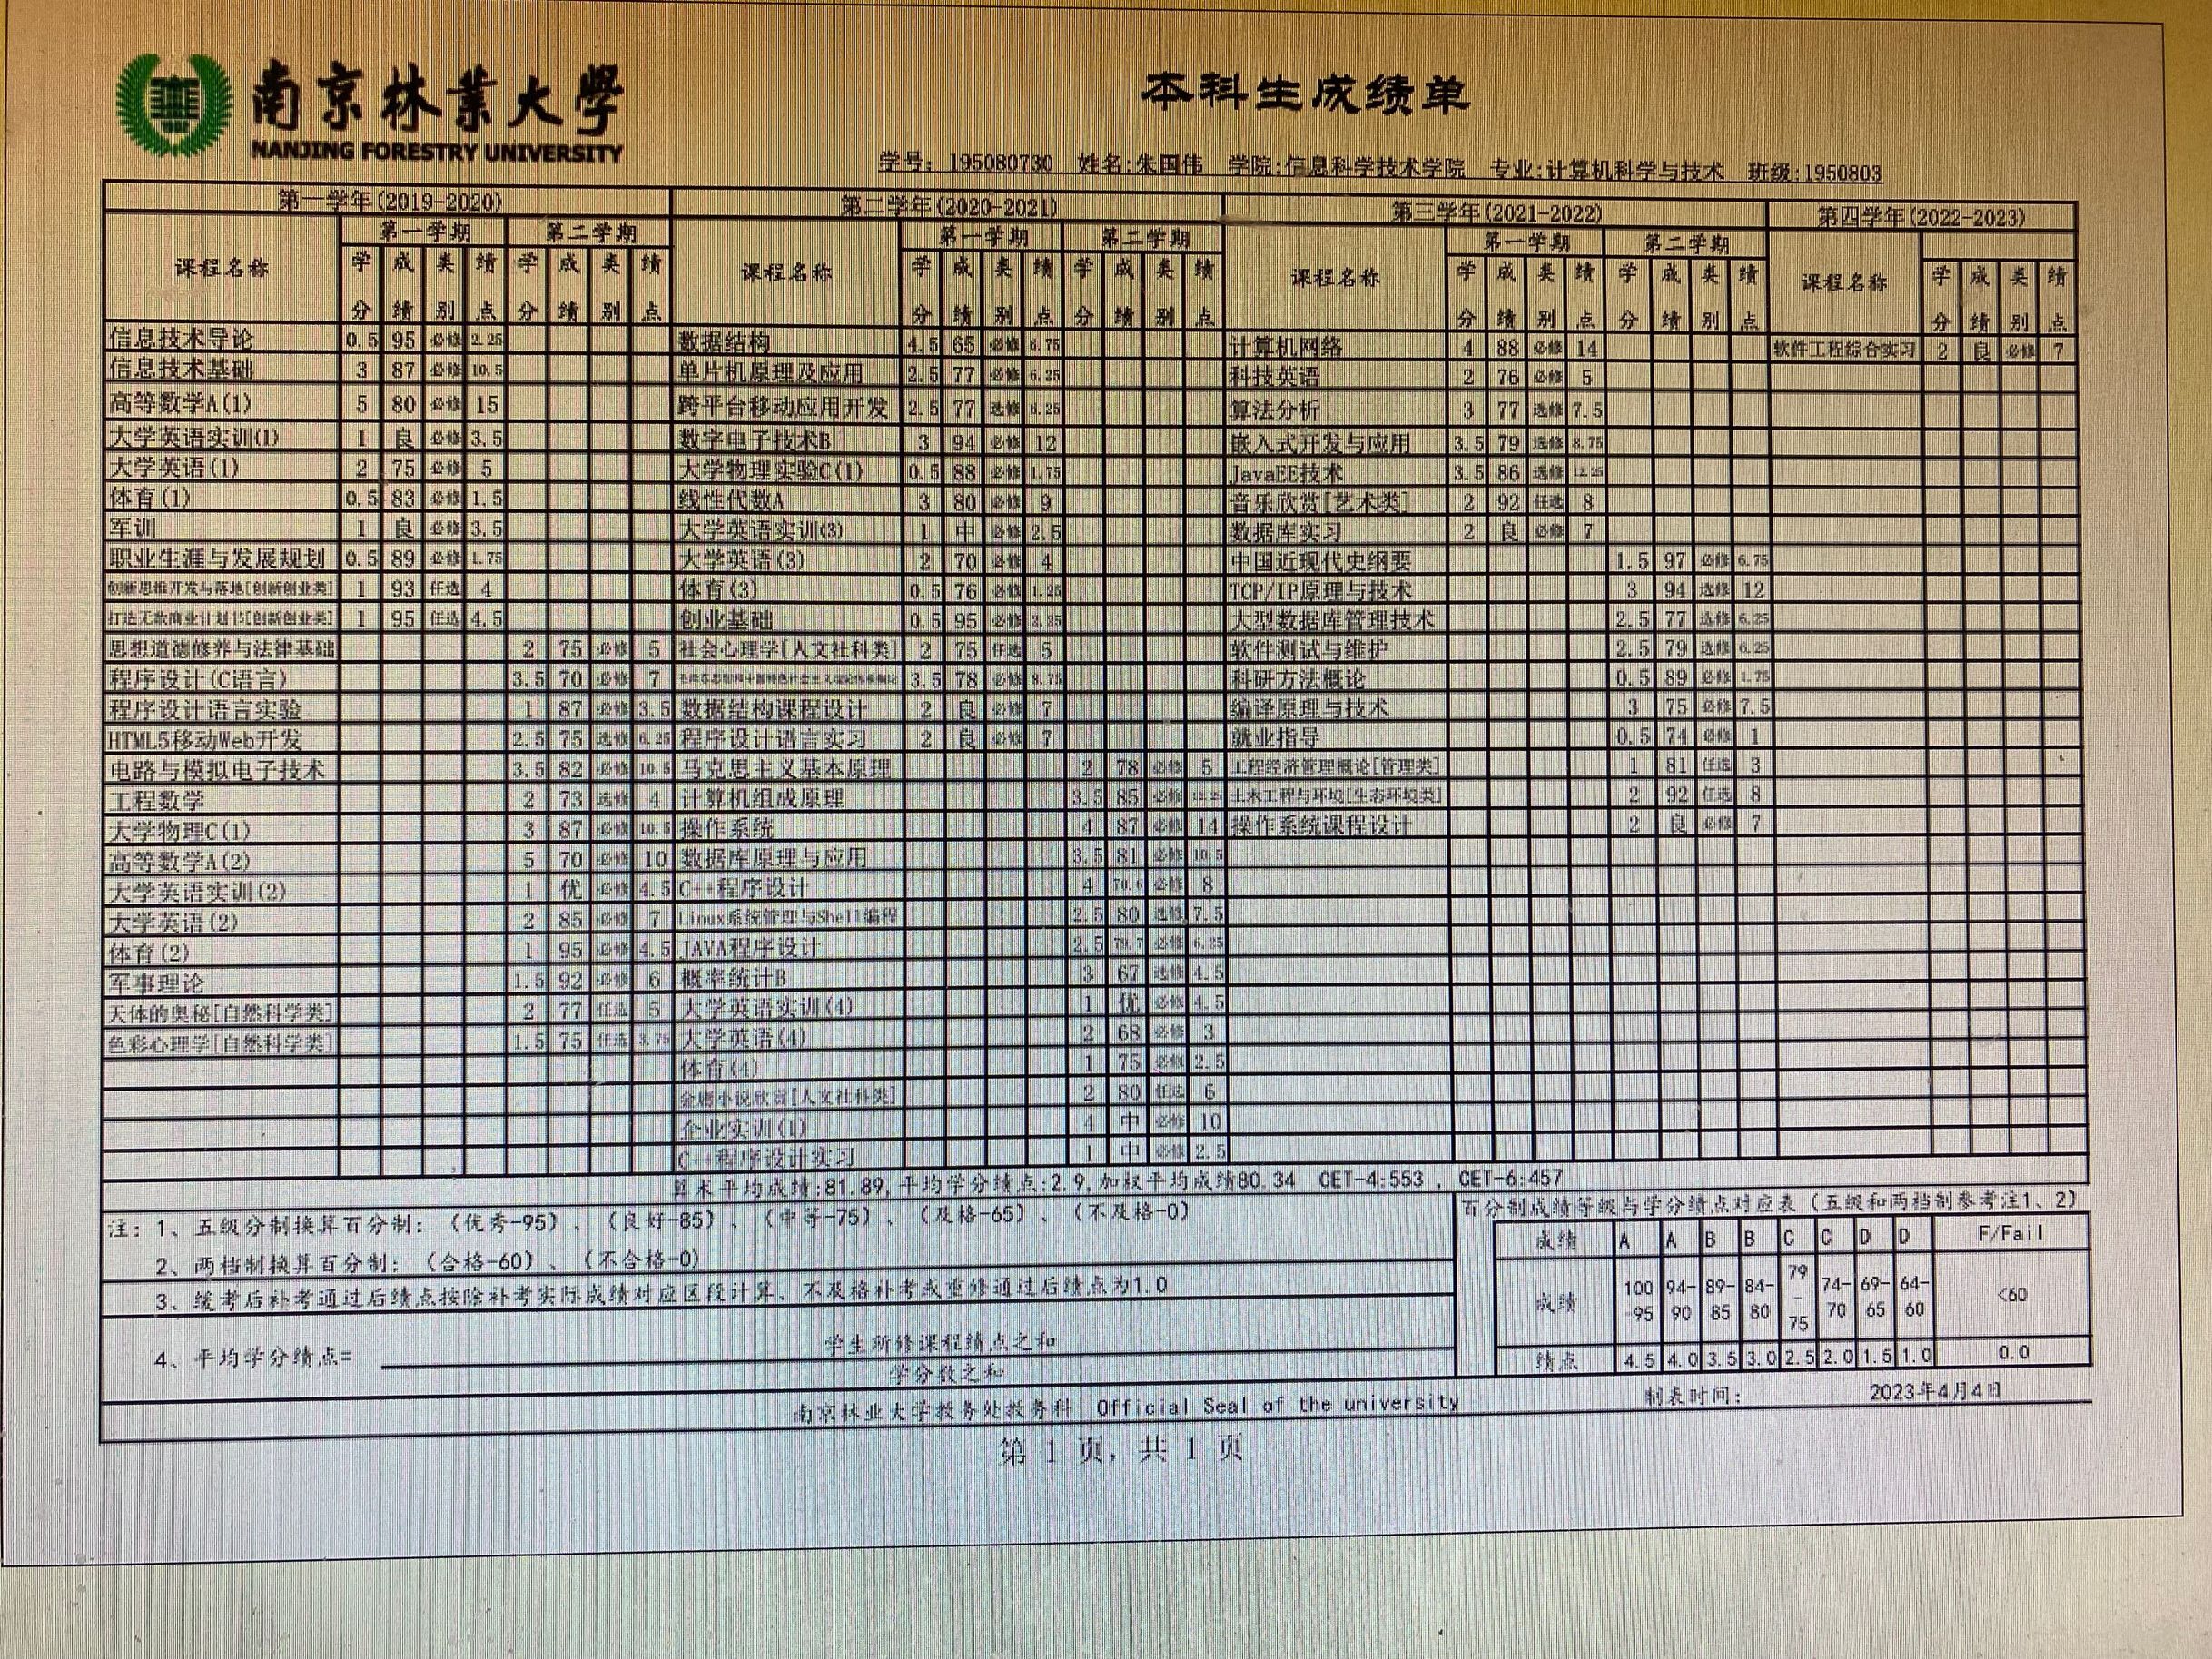 南京林業大學
NANJING FORESTRY UNIVERSITY
本科生成绩单
学号: 195080730 姓名:朱国伟 学院:信息科学技术学院 专业:计算机科学与技术 班级:1950803
第一学年(2019-2020) 第二学年(2020-2021) 第三学年(2021-2022) 第四学年(2022-2023)
第一学期 第二学期 第一学期 第二学期 第一学期 第二学期
课程名称 学分 成绩 类别 绩点 学分 成绩 类别 绩点 课程名称 学分 成绩 类别 绩点 学分 成绩 类别 绩点 课程名称 学分 成绩 类别 绩点 学分 成绩 类别 绩点 课程名称 学分 成绩 类别 绩点
信息技术导论 0.5 95 必修 2.25 数据结构 4.5 65 必修 6.75 计算机网络 4 88 必修 14 软件工程综合实习 2 良 必修 7
信息技术基础 3 87 必修 10.5 单片机原理及应用 2.5 77 必修 6.25 科技英语 2 76 必修 5
高等数学A(1) 5 80 必修 15 跨平台移动应用开发 2.5 77 选修 6.25 算法分析 3 77 选修 7.5
大学英语实训(1) 1 良 必修 3.5 数字电子技术B 3 94 必修 12 嵌入式开发与应用 3.5 79 选修 8.75
大学英语(1) 2 75 必修 5 大学物理实验C(1) 0.5 88 必修 1.75 JavaEE技术 3.5 86 选修 12.25
体育(1) 0.5 83 必修 1.5 线性代数A 3 80 必修 9 音乐欣赏[艺术类] 2 92 任选 8
军训 1 良 必修 3.5 大学英语实训(3) 1 中 必修 2.5 数据库实习 2 良 必修 7
职业生涯与发展规划 0.5 89 必修 1.75 大学英语(3) 2 70 必修 4 中国近现代史纲要 1.5 97 必修 6.75
创新思维开发与落地[创新创业类] 1 93 任选 4 体育(3) 0.5 76 必修 1.25 TCP/IP原理与技术 3 94 选修 12
打造无敌商业计划书[创新创业类] 1 95 任选 4.5 创业基础 0.5 95 必修 大型数据库管理技术 2.5 77 选修 6.25
思想道德修养与法律基础 2 75 必修 5 社会心理学[人文社科类] 2 75 任选 5 软件测试与维护 2.5 79 选修 6.25
程序设计(C语言) 3.5 70 必修 7 毛泽东思想和中国特色社会主义理论体系概论 3.5 78 必修 8.75 科研方法概论 0.5 89 必修 1.75
程序设计语言实验 1 87 必修 3.5 数据结构课程设计 2 良 必修 7 编译原理与技术 3 75 必修 7.5
HTML5移动Web开发 2.5 75 选修 6.25 程序设计语言实习 2 良 必修 7 就业指导 0.5 74 必修 1
电路与模拟电子技术 3.5 82 必修 10.5 马克思主义基本原理 2 78 必修 5 工程经济管理概论[管理类] 1 81 任选 3
工程数学 2 73 选修 4 计算机组成原理 3.5 85 必修 12.25 土木工程与环境[生态环境类] 2 92 任选 8
大学物理C(1) 3 87 必修 10.5 操作系统 4 87 必修 14 操作系统课程设计 2 良 必修 7
高等数学A(2) 5 70 必修 10 数据库原理与应用 3.5 81 必修 10.5
大学英语实训(2) 1 优 必修 4.5 C++程序设计 4 70.6 必修 8
大学英语(2) 2 85 必修 7 Linux系统管理与Shell编程 2.5 80 选修 7.5
体育(2) 1 95 必修 4.5 JAVA程序设计 2.5 79.7 必修 6.25
军事理论 1.5 92 必修 6 概率统计B 3 67 选修 4.5
天体的奥秘[自然科学类] 2 77 任选 5 大学英语实训(4) 1 优 必修 4.5
色彩心理学[自然科学类] 1.5 75 任选 3.75 大学英语(4) 2 68 必修 3
体育(4) 1 75 必修 2.5
金庸小说欣赏[人文社科类] 2 80 任选 6
企业实训(1) 4 中 必修 10
C++程序设计实习 1 中 必修 2.5
算术平均成绩:81.89,平均学分绩点:2.9,加权平均成绩80.34 CET-4:553 , CET-6:457
注: 1、五级分制换算百分制: (优秀-95)、(良好-85)、(中等-75)、(及格-65)、(不及格-0)
2、两档制换算百分制: (合格-60)、(不合格-0)
3、缓考后补考通过后绩点按除补考实际成绩对应区段计算、不及格补考或重修通过后绩点为1.0
4、平均学分绩点= 学生所修课程绩点之和
学分数之和
百分制成绩等级与学分绩点对应表(五级和两档制参考注1、2)
成绩 A A B B C C D D F/Fail
成绩 100-95 94-90 89-85 84-80 79-75 74-70 69-65 64-60 <60
绩点 4.5 4.0 3.5 3.0 2.5 2.0 1.5 1.0 0.0
南京林业大学教务处教务科 Official Seal of the university 制表时间: 2023年4月4日
第 1 页, 共 1 页